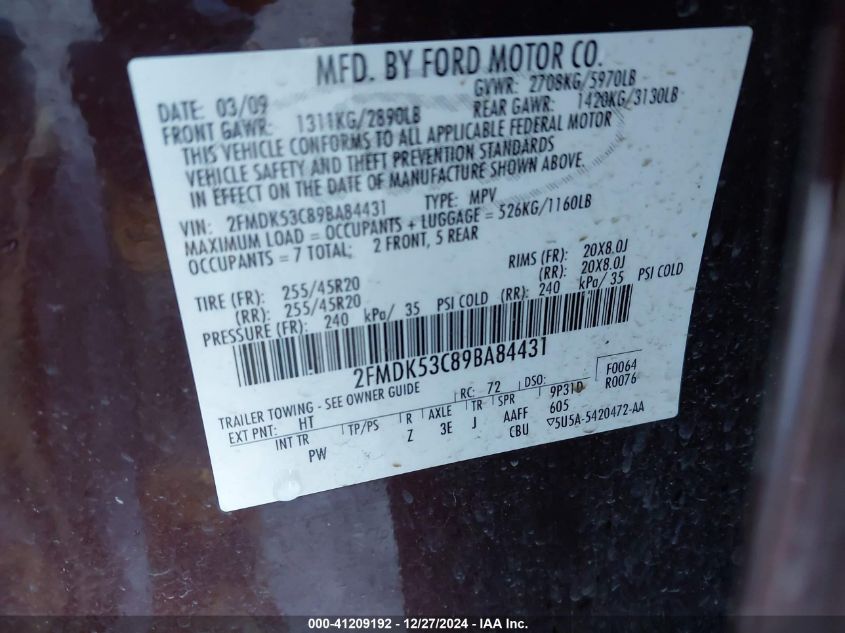 MFD. BY FORD MOTOR CO.
DATE: 03/09 GVWR: 2708KG/5970LB
FRONT GAWR: 1311KG/2890LB REAR GAWR: 1420KG/3130LB
THIS VEHICLE CONFORMS TO ALL APPLICABLE FEDERAL MOTOR
VEHICLE SAFETY AND THEFT PREVENTION STANDARDS
IN EFFECT ON THE DATE OF MANUFACTURE SHOWN ABOVE.
VIN: 2FMDK53C89BA84431 TYPE: MPV
MAXIMUM LOAD = OCCUPANTS + LUGGAGE = 526KG/1160LB
OCCUPANTS = 7 TOTAL; 2 FRONT, 5 REAR
TIRE (FR): 255/45R20 RIMS (FR): 20X8.0J
(RR): 255/45R20 (RR): 20X8.0J
PRESSURE (FR): 240 kPa/ 35 PSI COLD (RR): 240 kPa/ 35 PSI COLD
2FMDK53C89BA84431
TRAILER TOWING - SEE OWNER GUIDE RC: 72 DSO: 9P310 F0064
EXT PNT: HT 605 R0076
INT TR TP/PS R AXLE TR SPR
PW Z 3E J AAFF
CBU ▽5U5A-5420472-AA
000-41209192 - 12/27/2024 - IAA Inc.